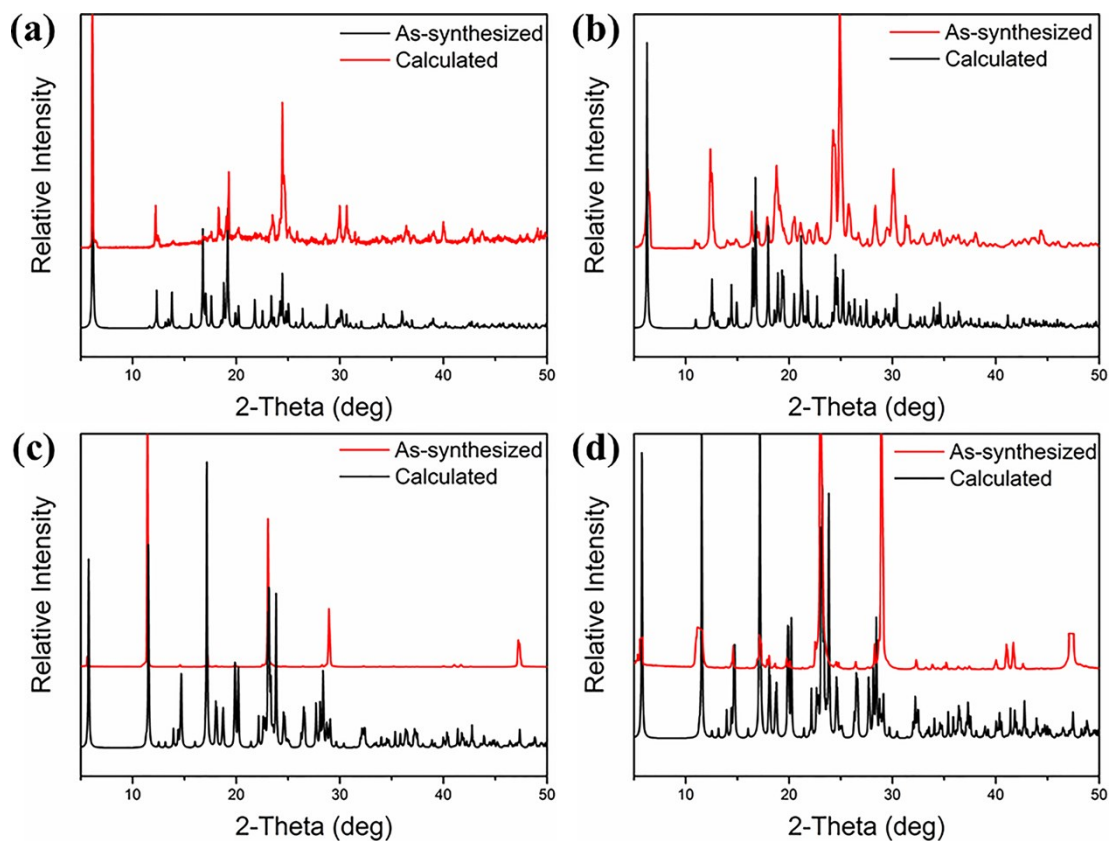 (a)
As-synthesized
Calculated
Relative Intensity
10 20 30 40 50
2-Theta (deg)
(b)
As-synthesized
Calculated
Relative Intensity
10 20 30 40 50
2-Theta (deg)
(c)
As-synthesized
Calculated
Relative Intensity
10 20 30 40 50
2-Theta (deg)
(d)
As-synthesized
Calculated
Relative Intensity
10 20 30 40 50
2-Theta (deg)